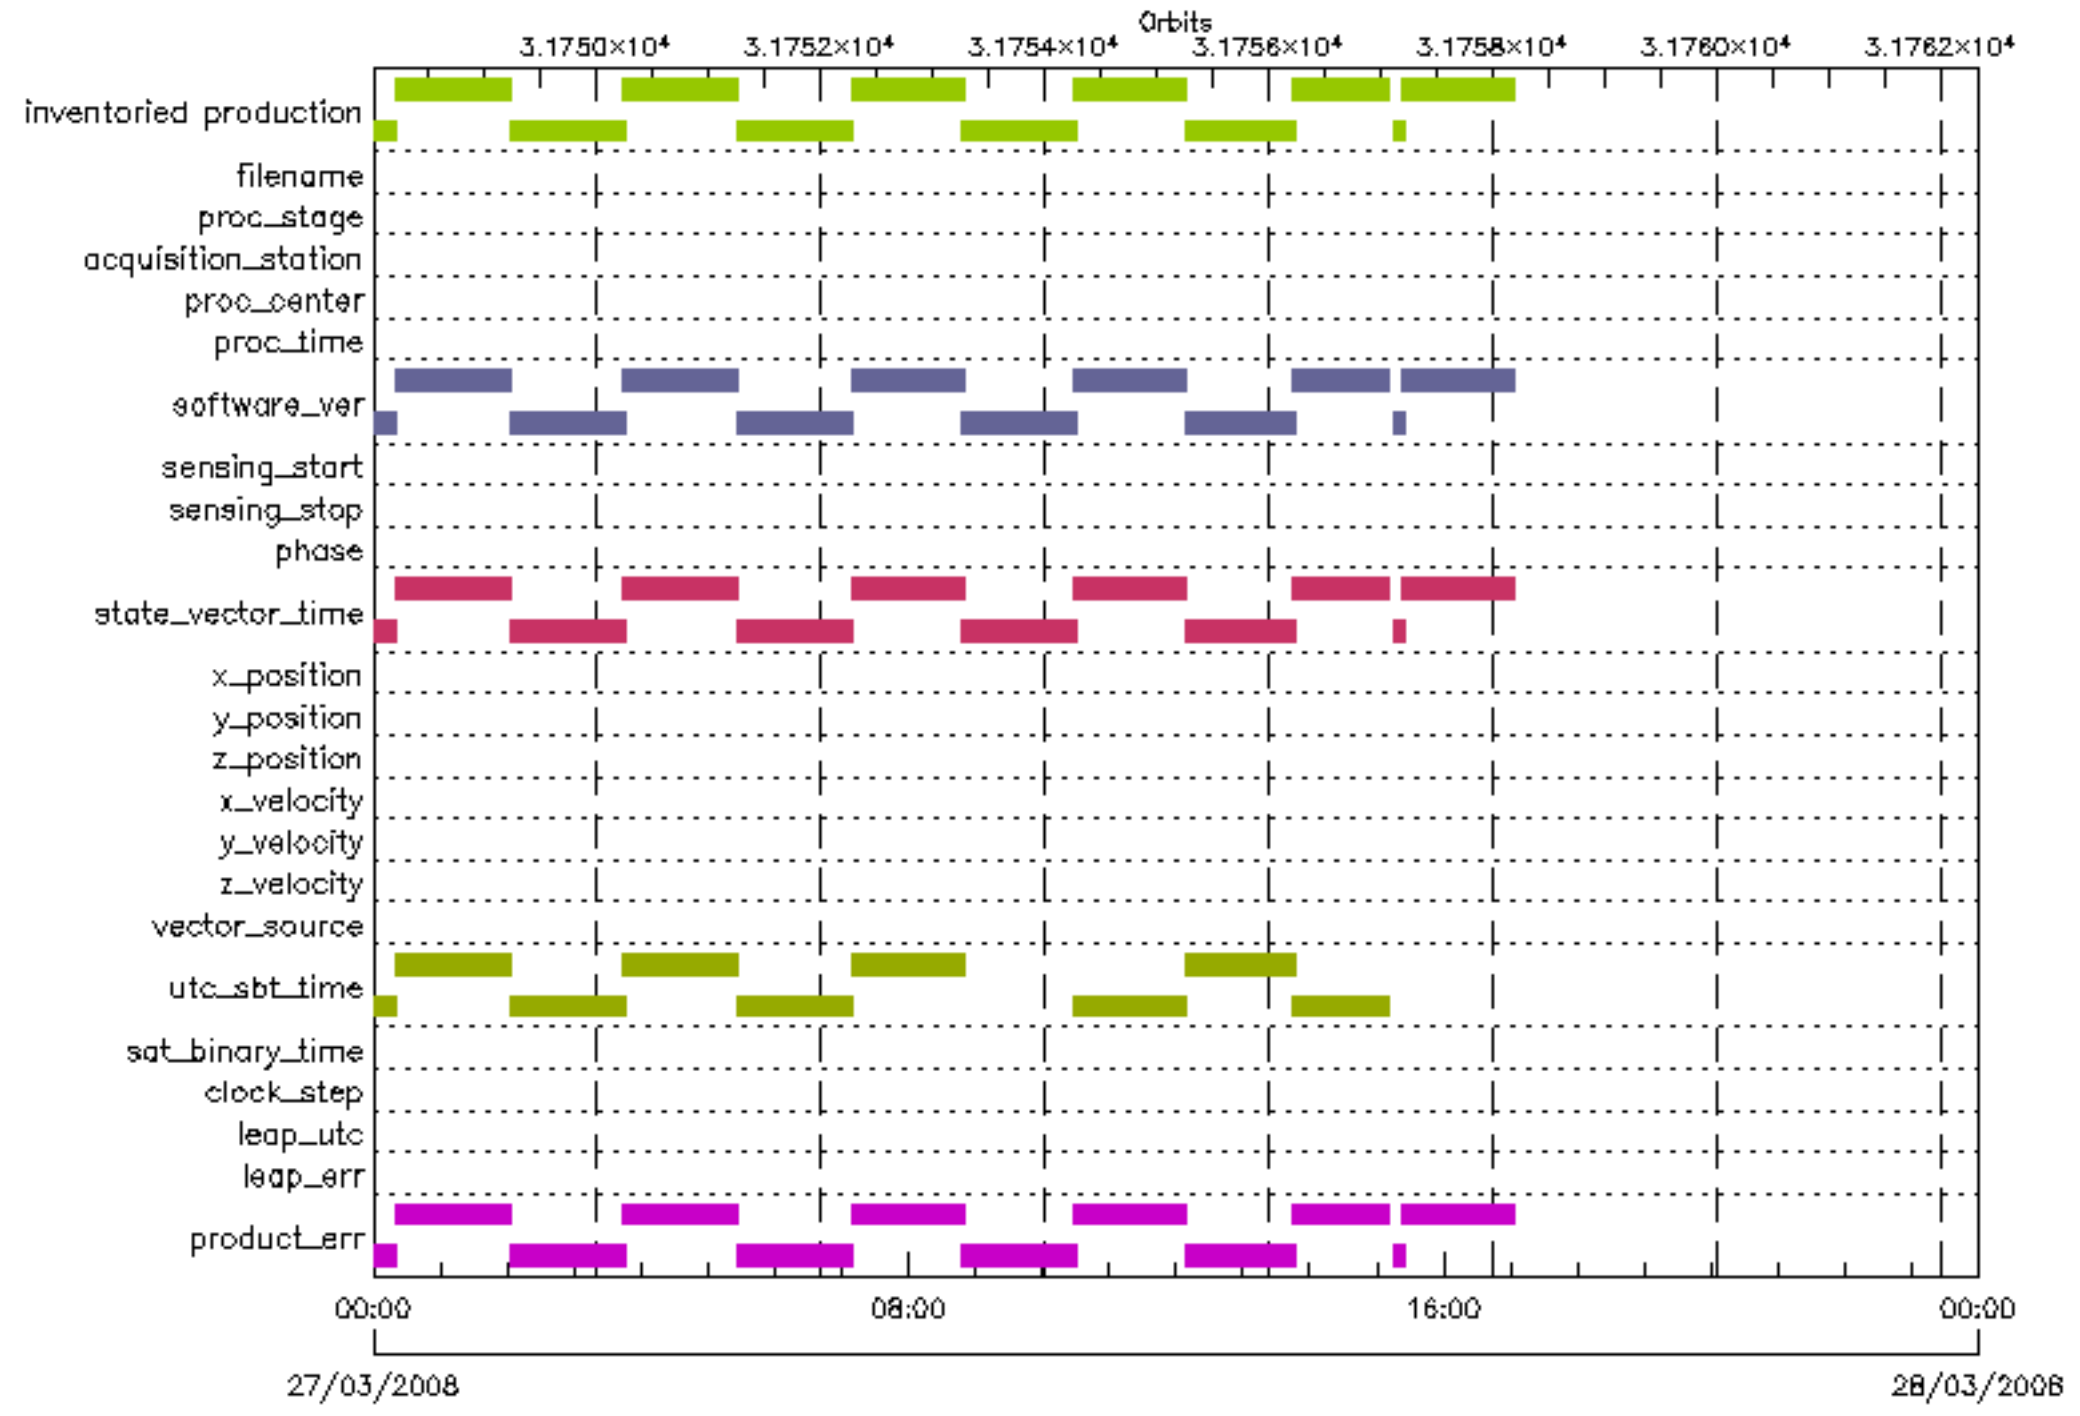 Orbits
3.1750×10⁴ 3.1752×10⁴ 3.1754×10⁴ 3.1756×10⁴ 3.1758×10⁴ 3.1760×10⁴ 3.1762×10⁴
inventoried production
filename
proc_stage
acquisition_station
proc_center
proc_time
software_ver
sensing_start
sensing_stop
phase
state_vector_time
x_position
y_position
z_position
x_velocity
y_velocity
z_velocity
vector_source
utc_sbt_time
sat_binary_time
clock_step
leap_utc
leap_err
product_err
00:00 08:00 16:00 00:00
27/03/2008 28/03/2008